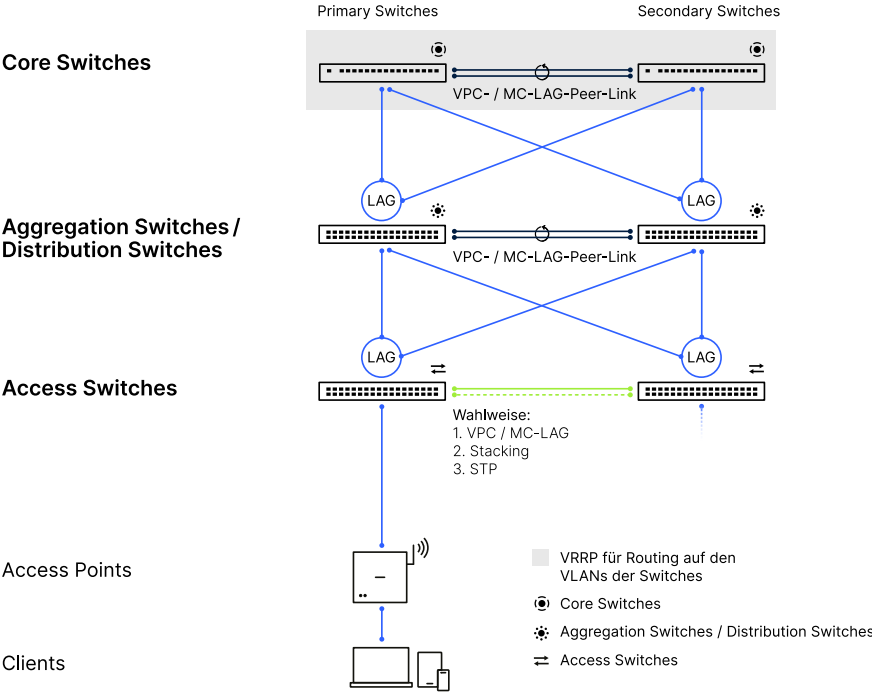 Primary Switches
Secondary Switches
Core Switches
VPC- / MC-LAG-Peer-Link
LAG
LAG
Aggregation Switches /
Distribution Switches
VPC- / MC-LAG-Peer-Link
LAG
LAG
Access Switches
Wahlweise:
1. VPC / MC-LAG
2. Stacking
3. STP
Access Points
VRRP für Routing auf den
VLANs der Switches
Core Switches
Aggregation Switches / Distribution Switches
Access Switches
Clients